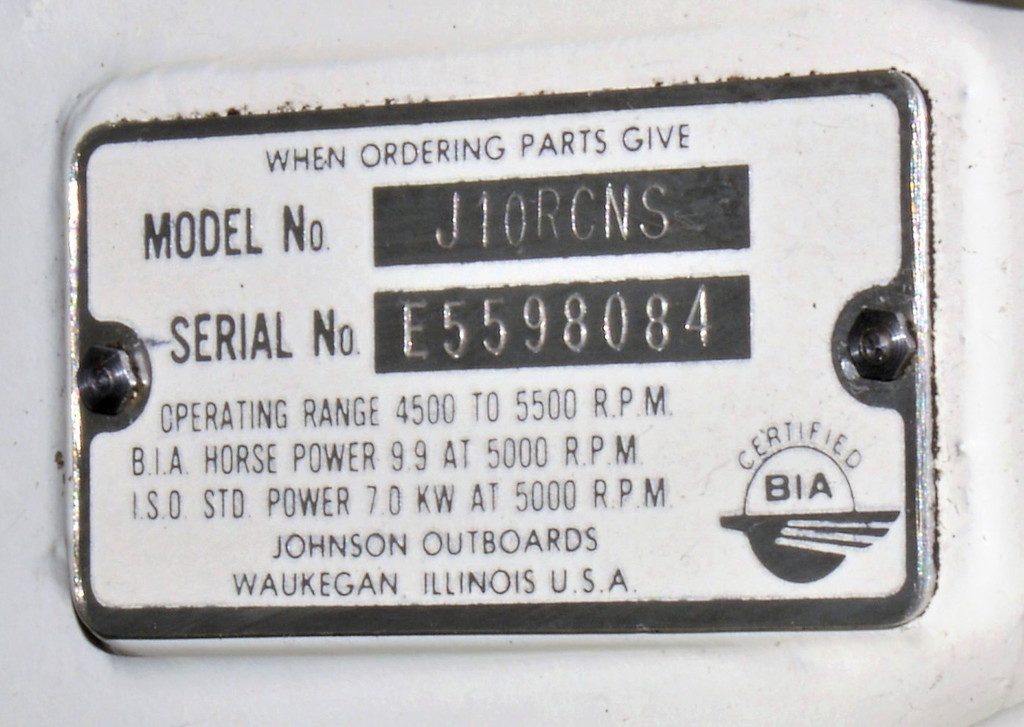 WHEN ORDERING PARTS GIVE
MODEL No. J10RCNS
SERIAL No. E5598084
OPERATING RANGE 4500 TO 5500 R.P.M.
B.I.A. HORSE POWER 9.9 AT 5000 R.P.M.
I.S.O. STD. POWER 7.0 KW AT 5000 R.P.M.
CERTIFIED
BIA
JOHNSON OUTBOARDS
WAUKEGAN, ILLINOIS U.S.A.